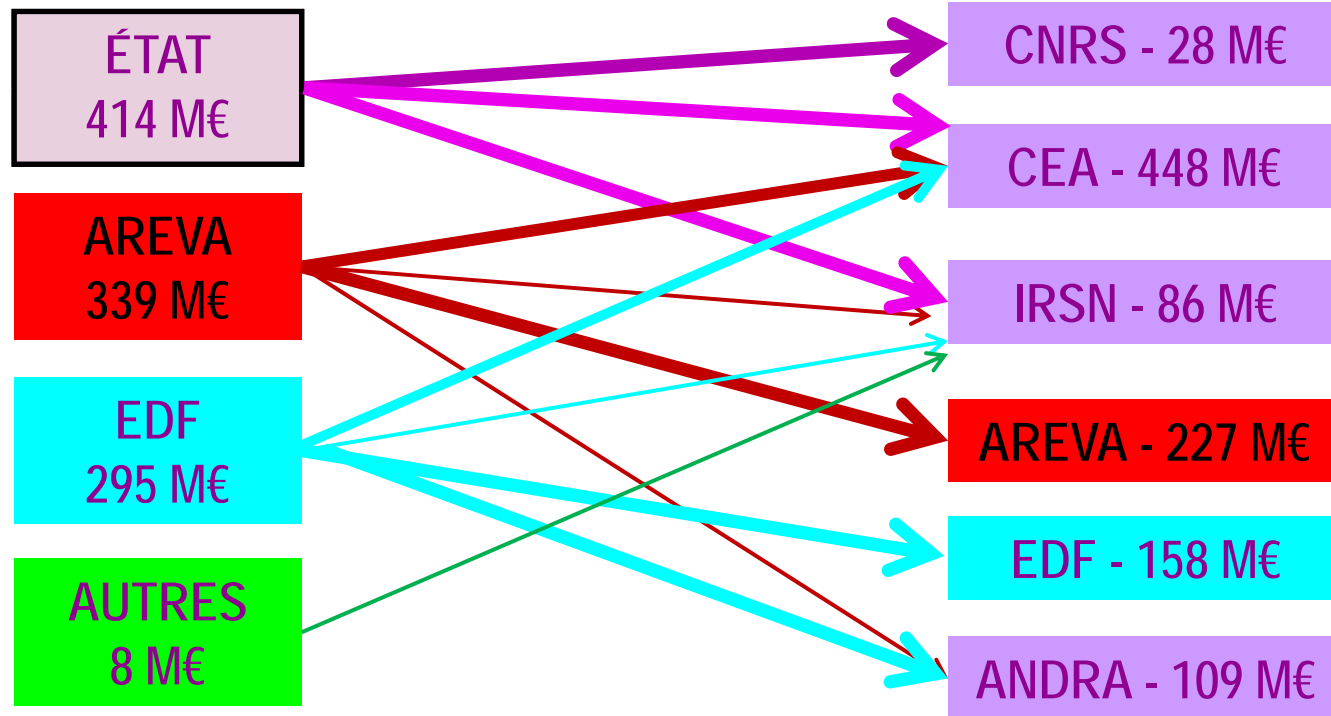 ÉTAT
414 M€
AREVA
339 M€
EDF
295 M€
AUTRES
8 M€
CNRS - 28 M€
CEA - 448 M€
IRSN - 86 M€
AREVA - 227 M€
EDF - 158 M€
ANDRA - 109 M€